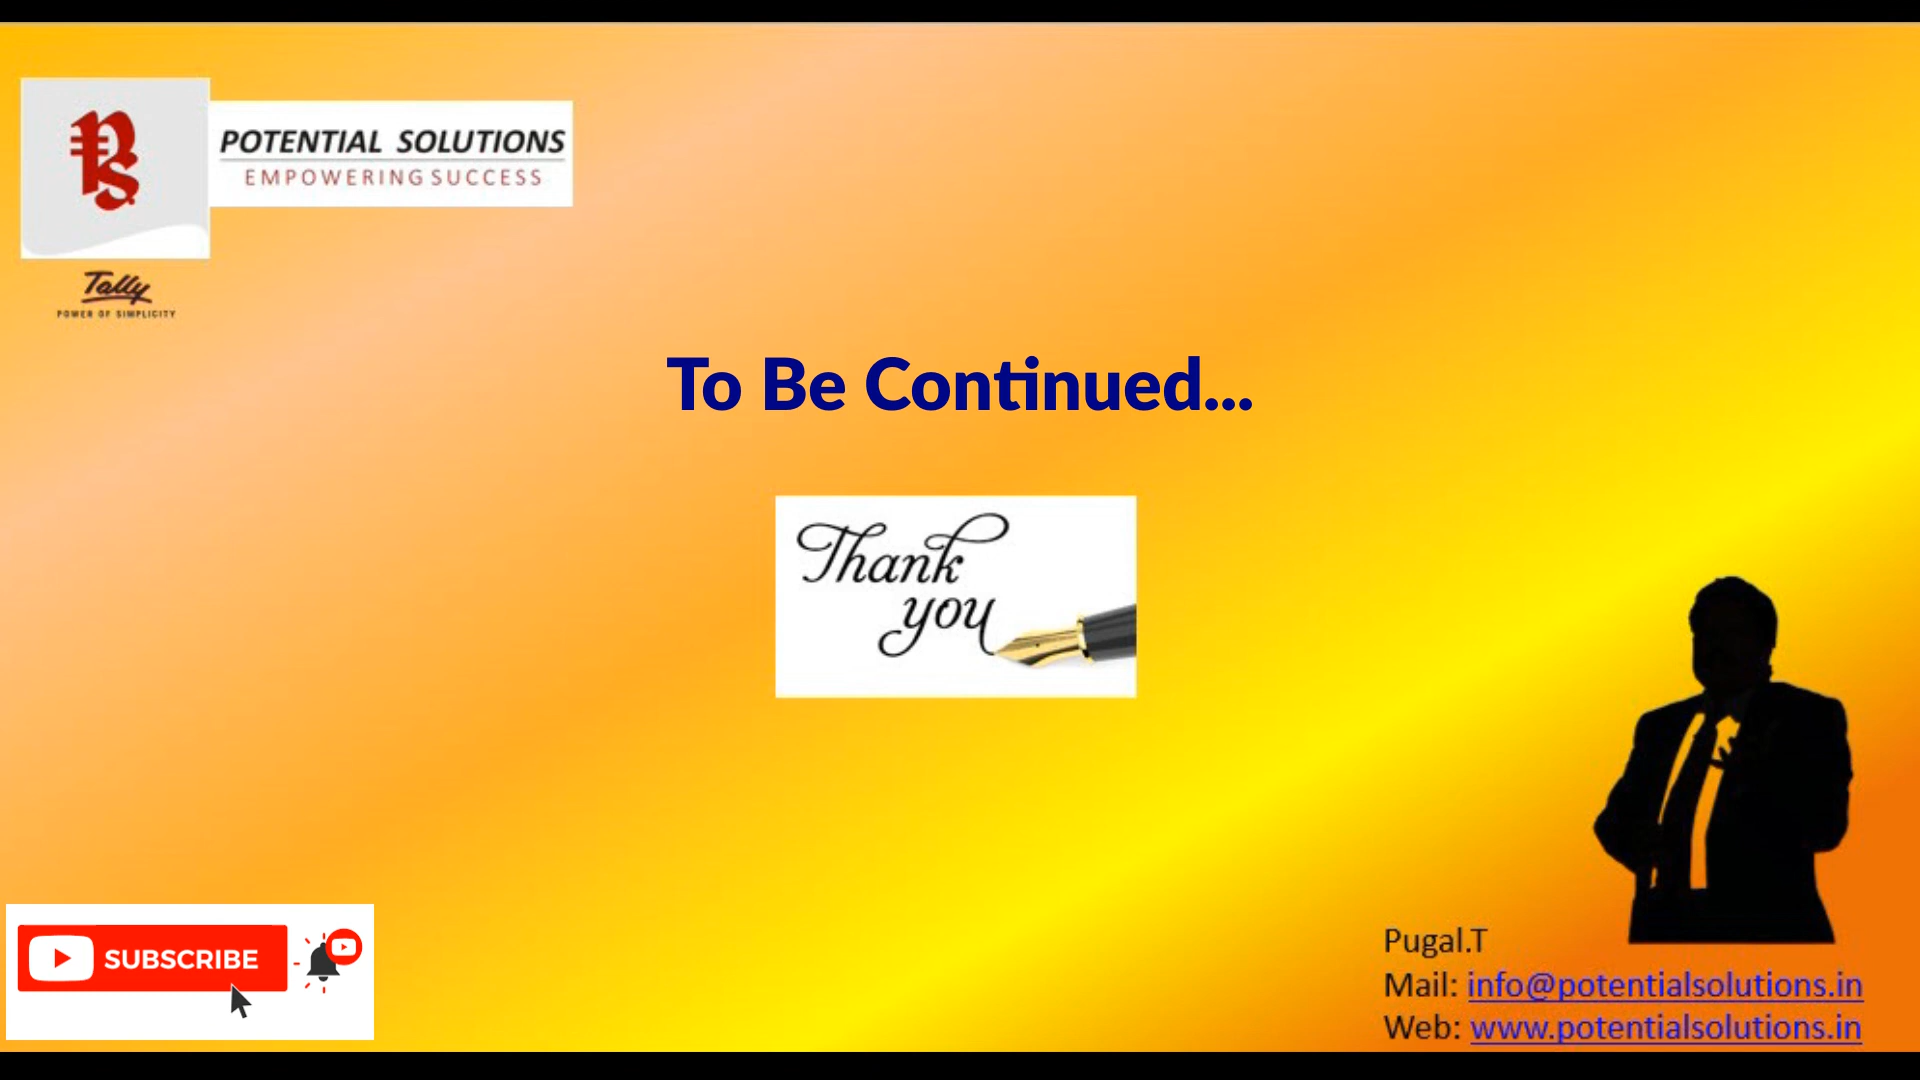 POTENTIAL SOLUTIONS
EMPOWERING SUCCESS
Tally
POWER OF SIMPLICITY
To Be Continued...
Thank
you
SUBSCRIBE
Pugal.T
Mail: info@potentialsolutions.in
Web: www.potentialsolutions.in